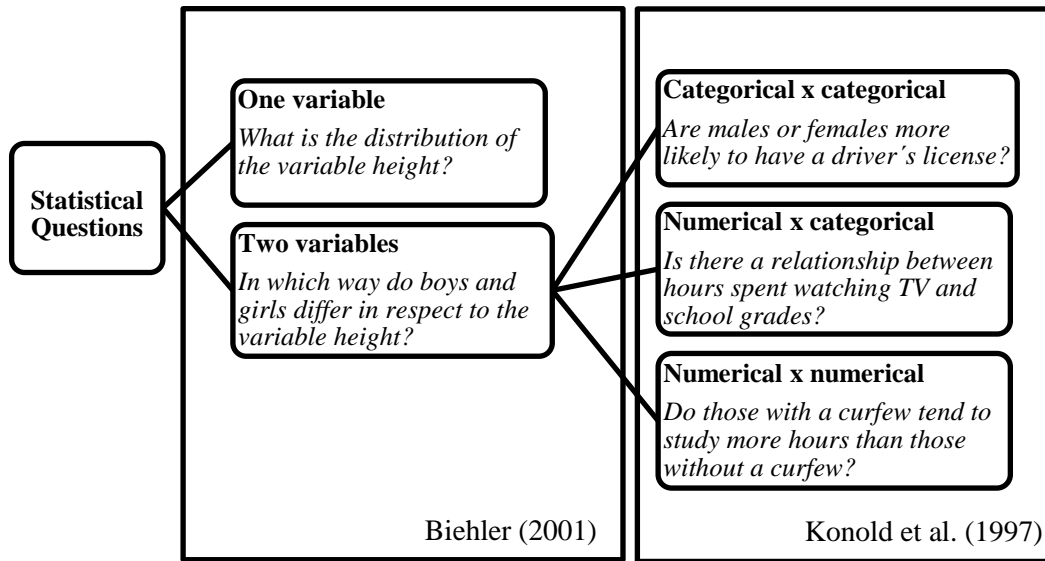 Statistical
Questions
One variable
What is the distribution of
the variable height?
Two variables
In which way do boys and
girls differ in respect to the
variable height?
Biehler (2001)
Categorical x categorical
Are males or females more
likely to have a driver´s license?
Numerical x categorical
Is there a relationship between
hours spent watching TV and
school grades?
Numerical x numerical
Do those with a curfew tend to
study more hours than those
without a curfew?
Konold et al. (1997)